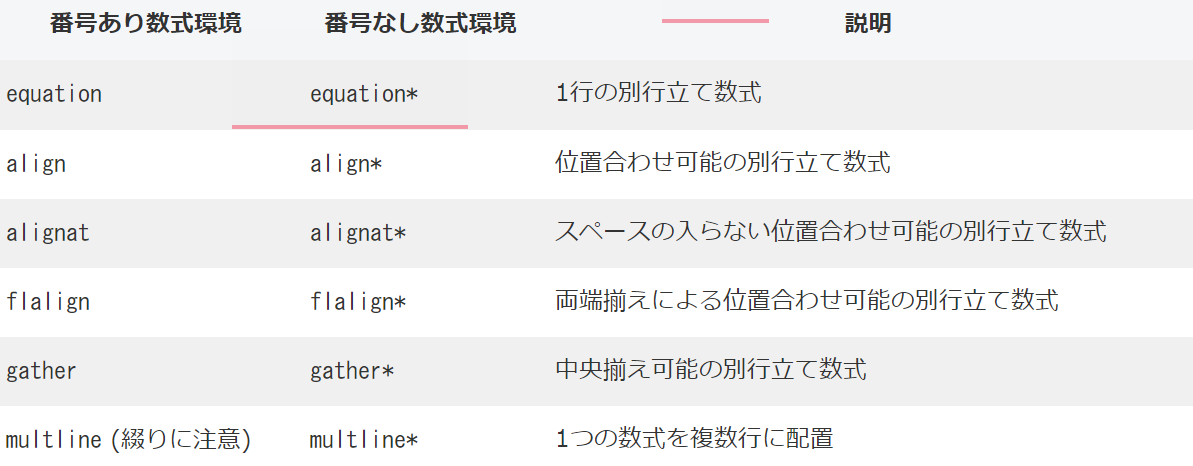 番号あり数式環境 番号なし数式環境 説明
equation equation* 1行の別行立て数式
align align* 位置合わせ可能の別行立て数式
alignat alignat* スペースの入らない位置合わせ可能の別行立て数式
flalign flalign* 両端揃えによる位置合わせ可能の別行立て数式
gather gather* 中央揃え可能の別行立て数式
multline (綴りに注意) multline* 1つの数式を複数行に配置